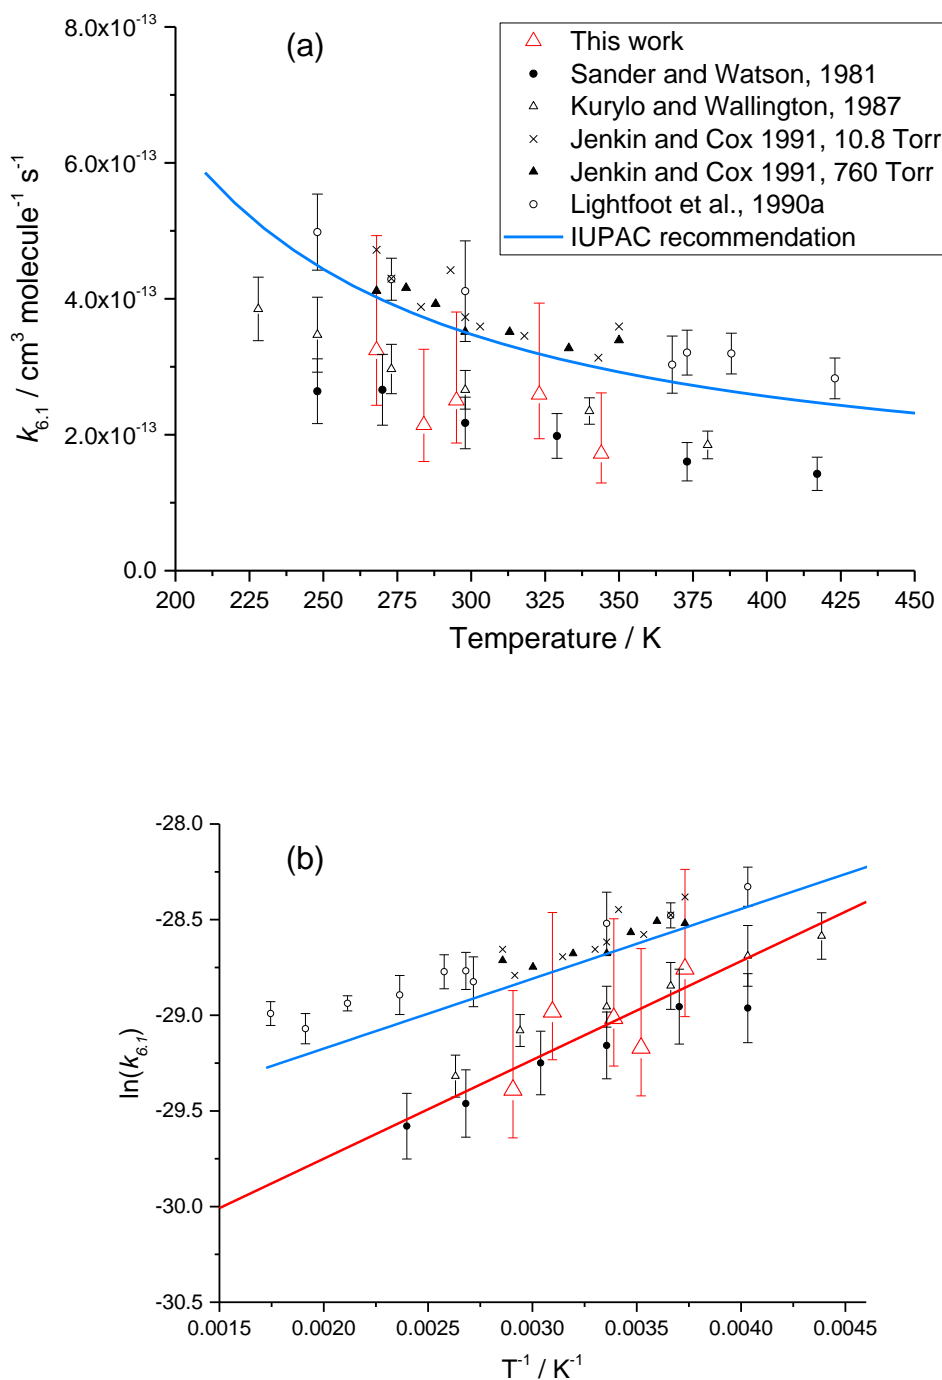 (a)
This work
Sander and Watson, 1981
Kurylo and Wallington, 1987
Jenkin and Cox 1991, 10.8 Torr
Jenkin and Cox 1991, 760 Torr
Lightfoot et al., 1990a
IUPAC recommendation
8.0x10⁻¹³
6.0x10⁻¹³
4.0x10⁻¹³
2.0x10⁻¹³
0.0
k₆.₁ / cm³ molecule⁻¹ s⁻¹
200 225 250 275 300 325 350 375 400 425 450
Temperature / K
(b)
-28.0
-28.5
-29.0
-29.5
-30.0
-30.5
ln(k₆.₁)
0.0015 0.0020 0.0025 0.0030 0.0035 0.0040 0.0045
T⁻¹ / K⁻¹